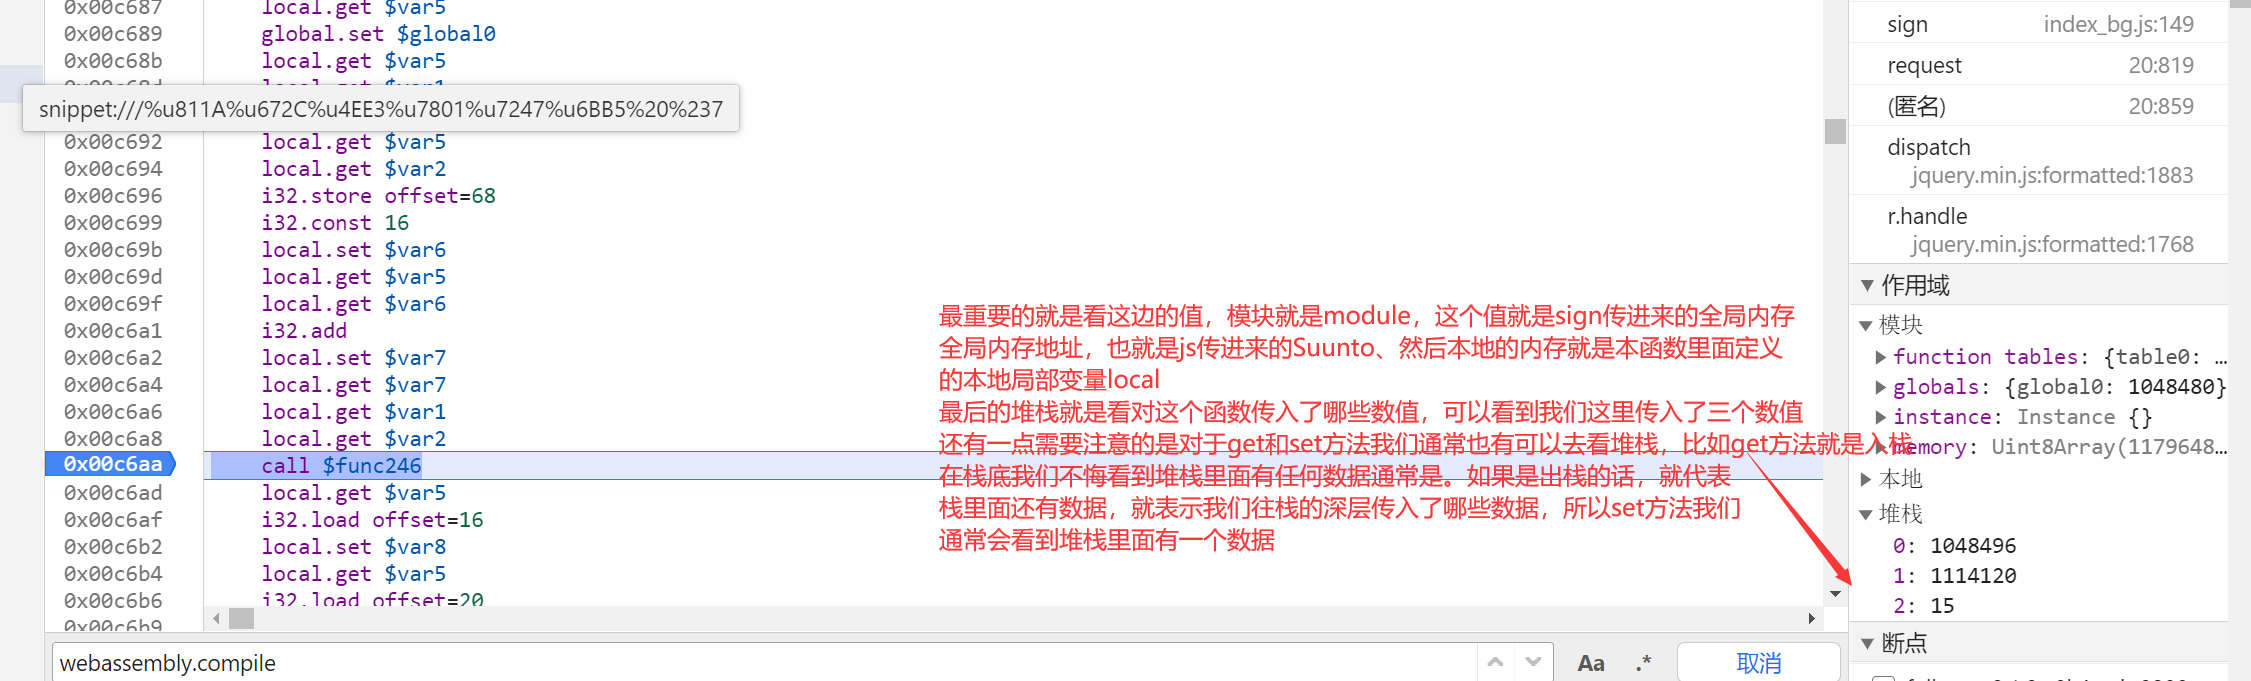 0x00c687 local.get $var5
0x00c689 global.set $global0
0x00c68b local.get $var5
snippet:///%u811A%u672C%u4EE3%u7801%u7247%u6BB5%20%237
0x00c692 local.get $var5
0x00c694 local.get $var2
0x00c696 i32.store offset=68
0x00c699 i32.const 16
0x00c69b local.set $var6
0x00c69d local.get $var5
0x00c69f local.get $var6
0x00c6a1 i32.add
0x00c6a2 local.set $var7
0x00c6a4 local.get $var7
0x00c6a6 local.get $var1
0x00c6a8 local.get $var2
0x00c6aa call $func246
0x00c6ad local.get $var5
0x00c6af i32.load offset=16
0x00c6b2 local.set $var8
0x00c6b4 local.get $var5
0x00c6b6 i32.load offset=20
0x00c6b9
最重要的就是看这边的值，模块就是module，这个值就是sign传进来的全局内存
全局内存地址，也就是js传进来的Suunto、然后本地的内存就是本函数里面定义
的本地局部变量local
最后的堆栈就是看对这个函数传入了哪些数值，可以看到我们这里传入了三个数值
还有一点需要注意的是对于get和set方法我们通常也有可以去看堆栈，比如get方法就是入栈
在栈底我们不悔看到堆栈里面有任何数据通常是。如果是出栈的话，就代表
栈里面还有数据，就表示我们往栈的深层传入了哪些数据，所以set方法我们
通常会看到堆栈里面有一个数据
webassembly.compile
Aa
.*
取消
sign index_bg.js:149
request 20:819
(匿名) 20:859
dispatch
jquery.min.js:formatted:1883
r.handle
jquery.min.js:formatted:1768
作用域
模块
function tables: {table0: …
globals: {global0: 1048480}
instance: Instance {}
memory: Uint8Array(1179648…
本地
堆栈
0: 1048496
1: 1114120
2: 15
断点